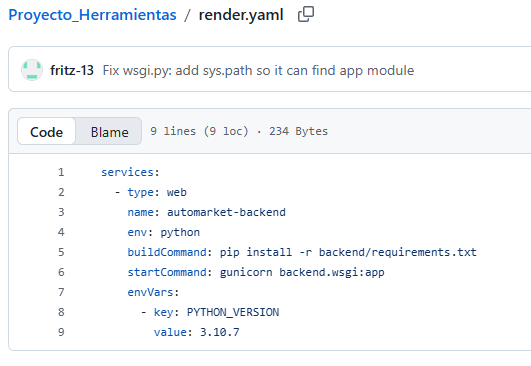 Proyecto_Herramientas / render.yaml
fritz-13 Fix wsgi.py: add sys.path so it can find app module
Code Blame 9 lines (9 loc) · 234 Bytes
1 services:
2 - type: web
3 name: automarket-backend
4 env: python
5 buildCommand: pip install -r backend/requirements.txt
6 startCommand: gunicorn backend.wsgi:app
7 envVars:
8 - key: PYTHON_VERSION
9 value: 3.10.7